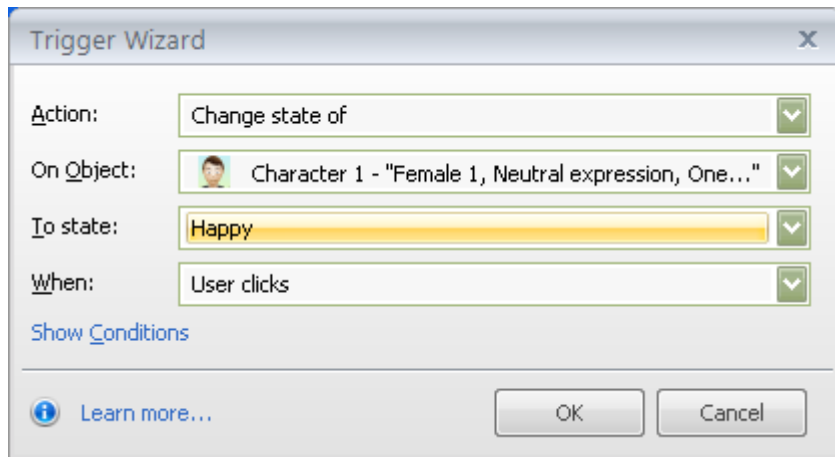 Trigger Wizard
Action: Change state of
On Object: Character 1 - "Female 1, Neutral expression, One..."
To state: Happy
When: User clicks
Show Conditions
Learn more... OK Cancel